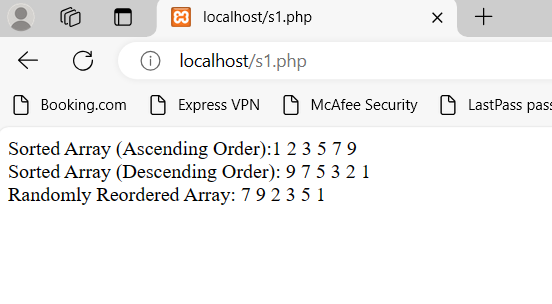 localhost/s1.php
localhost/s1.php
Booking.com Express VPN McAfee Security LastPass pass
Sorted Array (Ascending Order):1 2 3 5 7 9
Sorted Array (Descending Order): 9 7 5 3 2 1
Randomly Reordered Array: 7 9 2 3 5 1